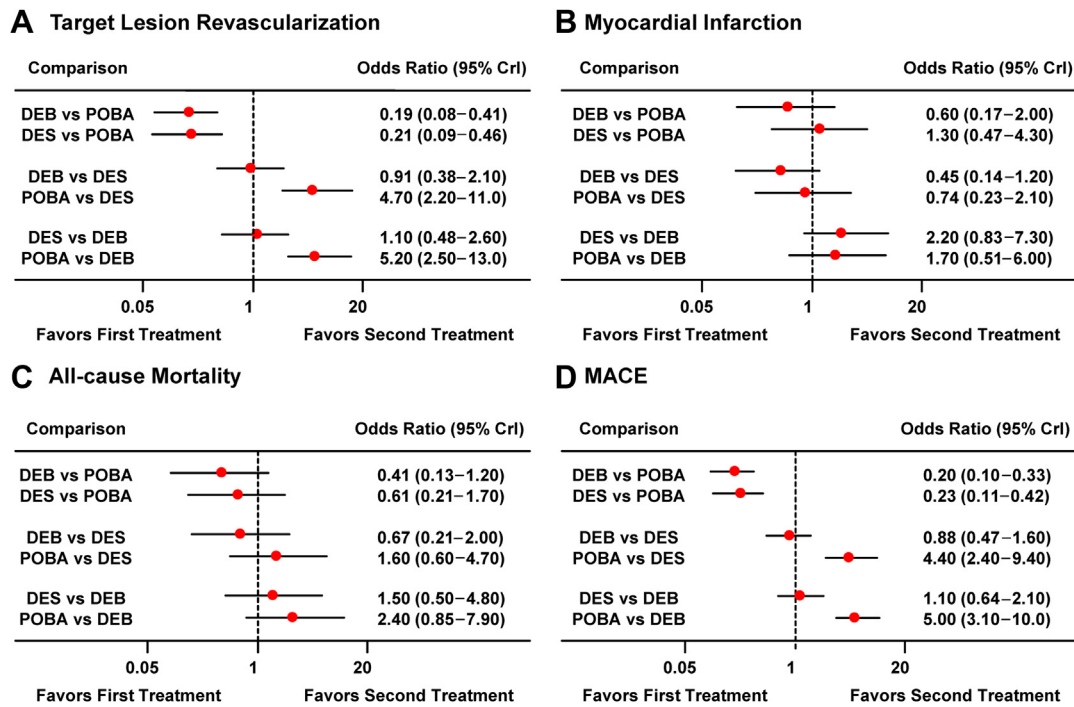 A Target Lesion Revascularization
Comparison Odds Ratio (95% CrI)
DEB vs POBA 0.19 (0.08−0.41)
DES vs POBA 0.21 (0.09−0.46)
DEB vs DES 0.91 (0.38−2.10)
POBA vs DES 4.70 (2.20−11.0)
DES vs DEB 1.10 (0.48−2.60)
POBA vs DEB 5.20 (2.50−13.0)
0.05 1 20
Favors First Treatment Favors Second Treatment
B Myocardial Infarction
Comparison Odds Ratio (95% CrI)
DEB vs POBA 0.60 (0.17−2.00)
DES vs POBA 1.30 (0.47−4.30)
DEB vs DES 0.45 (0.14−1.20)
POBA vs DES 0.74 (0.23−2.10)
DES vs DEB 2.20 (0.83−7.30)
POBA vs DEB 1.70 (0.51−6.00)
0.05 1 20
Favors First Treatment Favors Second Treatment
C All-cause Mortality
Comparison Odds Ratio (95% CrI)
DEB vs POBA 0.41 (0.13−1.20)
DES vs POBA 0.61 (0.21−1.70)
DEB vs DES 0.67 (0.21−2.00)
POBA vs DES 1.60 (0.60−4.70)
DES vs DEB 1.50 (0.50−4.80)
POBA vs DEB 2.40 (0.85−7.90)
0.05 1 20
Favors First Treatment Favors Second Treatment
D MACE
Comparison Odds Ratio (95% CrI)
DEB vs POBA 0.20 (0.10−0.33)
DES vs POBA 0.23 (0.11−0.42)
DEB vs DES 0.88 (0.47−1.60)
POBA vs DES 4.40 (2.40−9.40)
DES vs DEB 1.10 (0.64−2.10)
POBA vs DEB 5.00 (3.10−10.0)
0.05 1 20
Favors First Treatment Favors Second Treatment